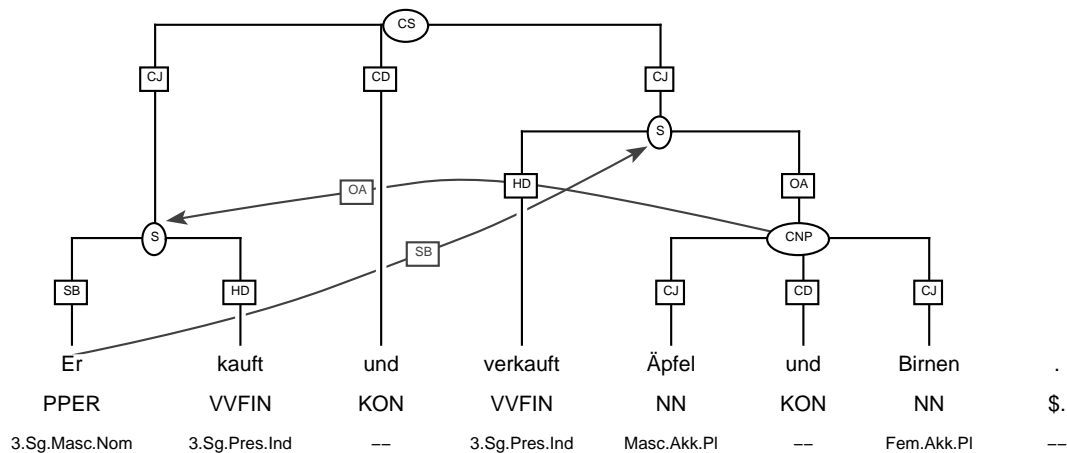 CS
CJ CD CJ
S
OA HD OA
S CNP
SB
SB HD CJ CD CJ
Er kauft und verkauft Äpfel und Birnen .
PPER VVFIN KON VVFIN NN KON NN $.
3.Sg.Masc.Nom 3.Sg.Pres.Ind −− 3.Sg.Pres.Ind Masc.Akk.Pl −− Fem.Akk.Pl −−